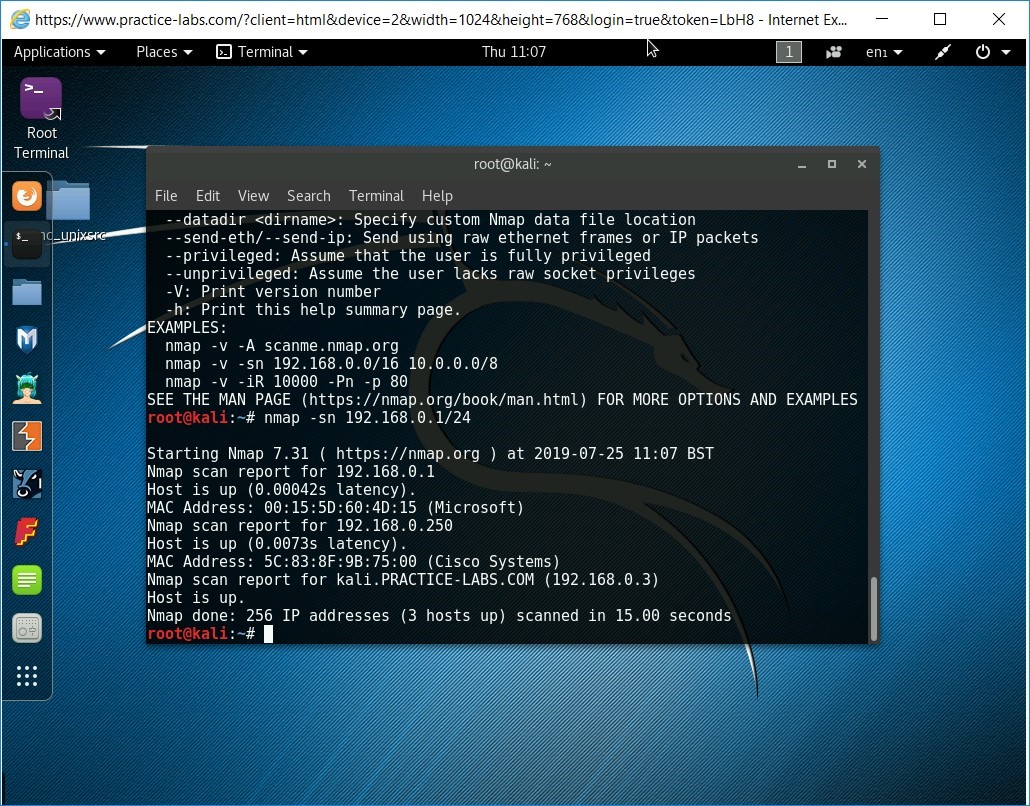 https://www.practice-labs.com/?client=html&device=2&width=1024&height=768&login=true&token=LbH8 - Internet Ex...
Applications Places Terminal Thu 11:07 1 en1
Root
Terminal
nc_unixsrc
root@kali: ~
File Edit View Search Terminal Help
--datadir <dirname>: Specify custom Nmap data file location
--send-eth/--send-ip: Send using raw ethernet frames or IP packets
--privileged: Assume that the user is fully privileged
--unprivileged: Assume the user lacks raw socket privileges
-V: Print version number
-h: Print this help summary page.
EXAMPLES:
nmap -v -A scanme.nmap.org
nmap -v -sn 192.168.0.0/16 10.0.0.0/8
nmap -v -iR 10000 -Pn -p 80
SEE THE MAN PAGE (https://nmap.org/book/man.html) FOR MORE OPTIONS AND EXAMPLES
root@kali:~# nmap -sn 192.168.0.1/24
Starting Nmap 7.31 ( https://nmap.org ) at 2019-07-25 11:07 BST
Nmap scan report for 192.168.0.1
Host is up (0.00042s latency).
MAC Address: 00:15:5D:60:4D:15 (Microsoft)
Nmap scan report for 192.168.0.250
Host is up (0.0073s latency).
MAC Address: 5C:83:8F:9B:75:00 (Cisco Systems)
Nmap scan report for kali.PRACTICE-LABS.COM (192.168.0.3)
Host is up.
Nmap done: 256 IP addresses (3 hosts up) scanned in 15.00 seconds
root@kali:~#